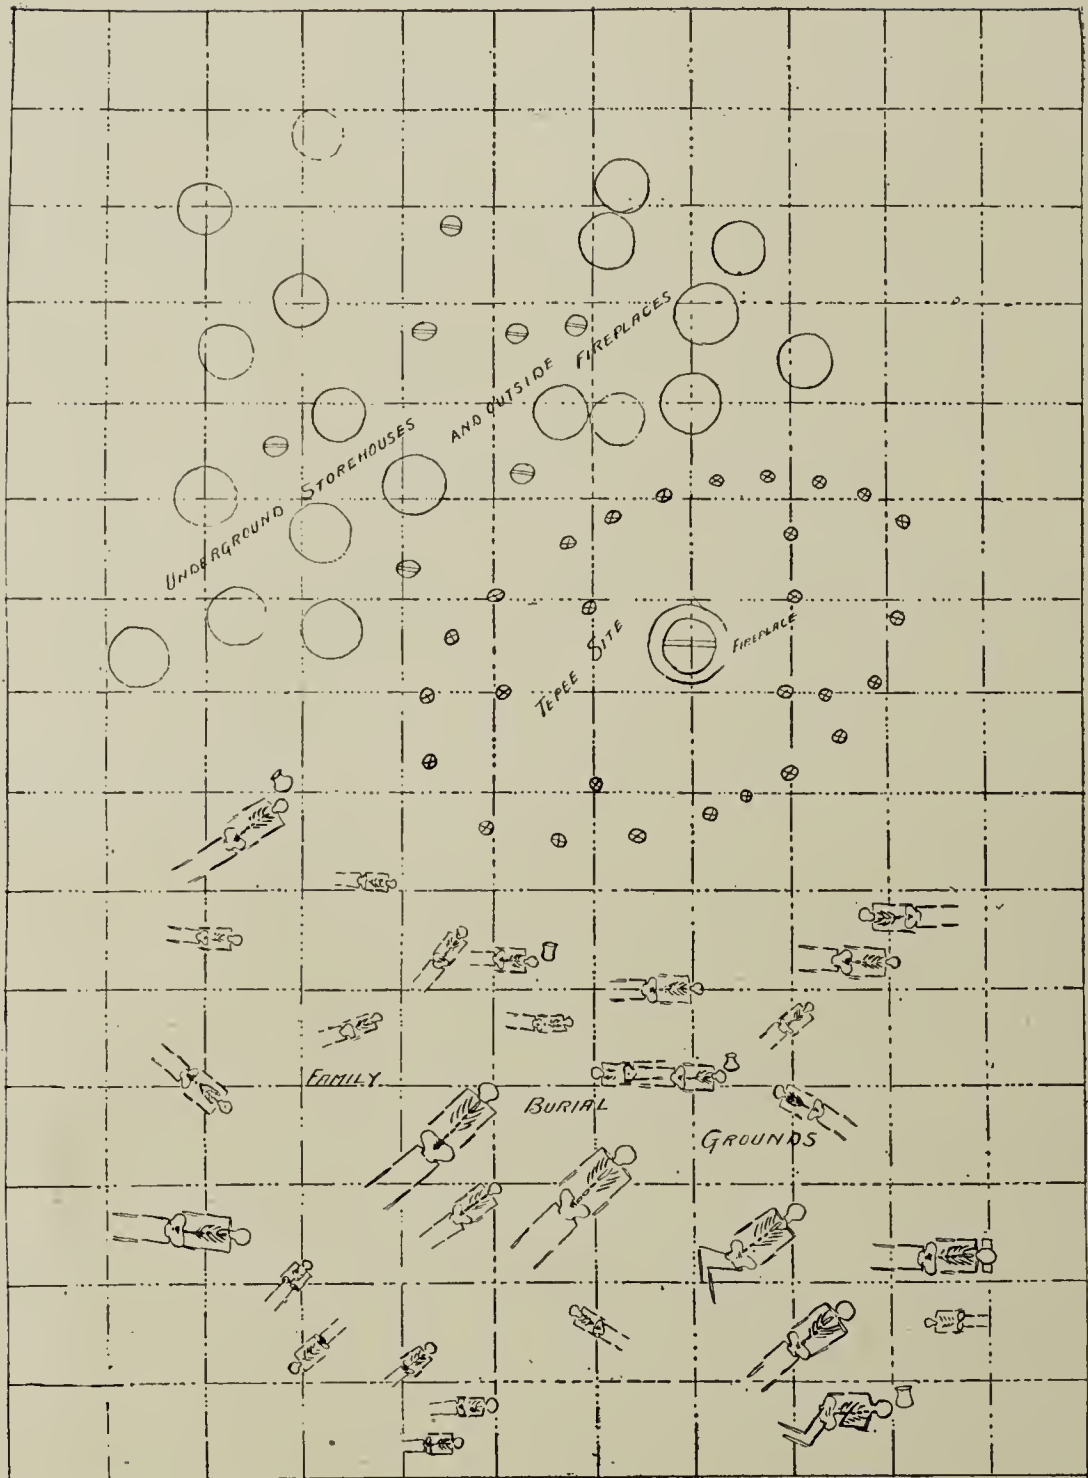 UNDERGROUND STOREHOUSES AND OUTSIDE FIREPLACES
TEPEE SITE
FIREPLACE
FAMILY BURIAL GROUNDS